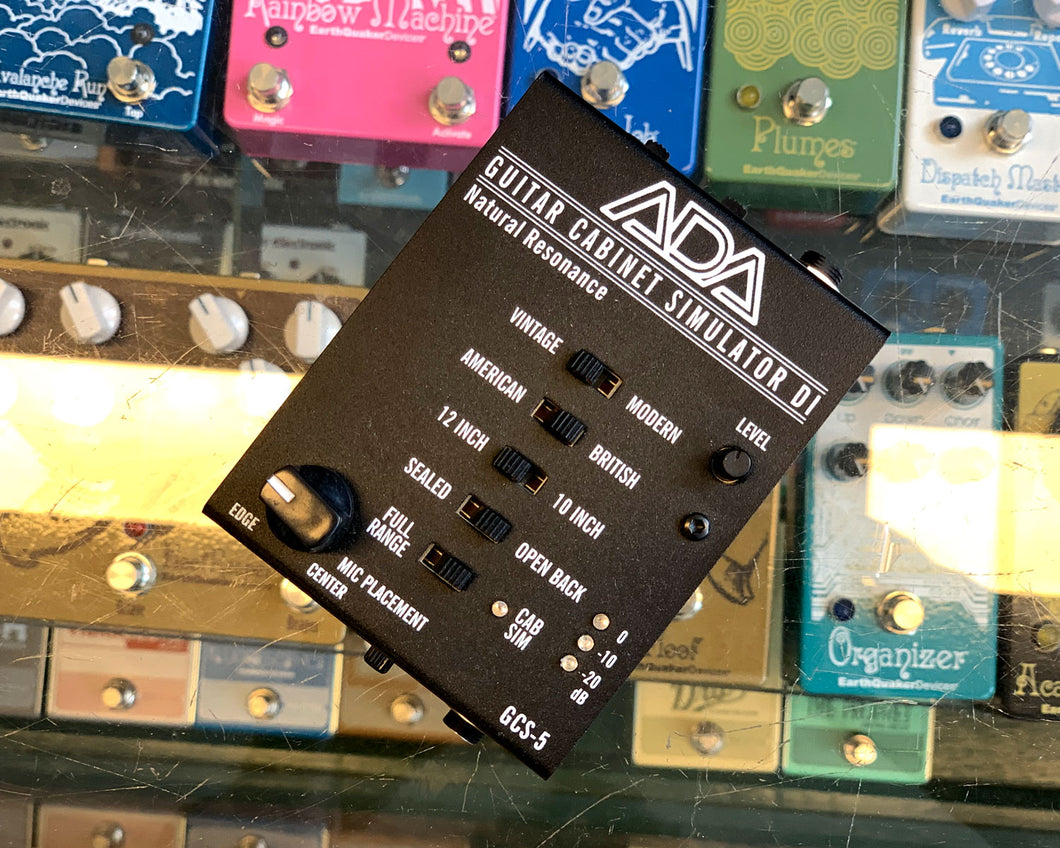 Rainbow Machine
EarthQuakerDevices
Magic
Activate
Avalanche Run
EarthQuakerDevices
Tap
Plumes
EarthQuakerDevices
Reverb
Dispatch Mast
EarthQuakerDevices
ADA
GUITAR CABINET SIMULATOR DI
Natural Resonance
VINTAGE
MODERN
AMERICAN
BRITISH
12 INCH
10 INCH
SEALED
OPEN BACK
FULL
RANGE
MIC PLACEMENT
EDGE
CENTER
LEVEL
CAB
SIM
0
-10
-20
dB
GCS-5
Organizer
EarthQuakerDevices